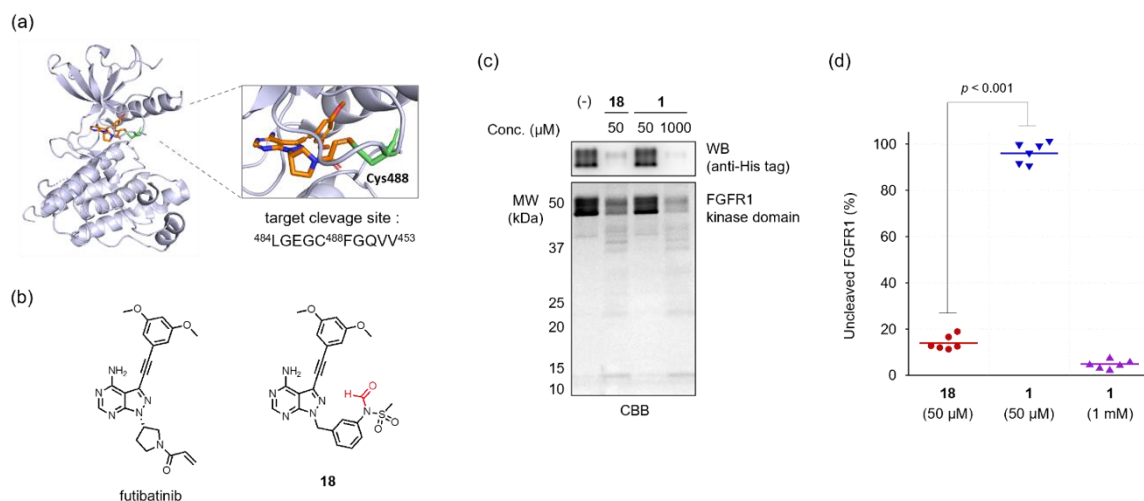 (a)
Cys488
target clevage site :
⁴⁸⁴LGEGC⁴⁸⁸FGQVV⁴⁵³
(b)
O
O
NH₂
N
N
N
N
N
O
futibatinib
O
O
NH₂
H
O
N
N
N
N
N
S
O
O
18
(c)
(-) 18 1
Conc. (μM) 50 50 1000
WB
(anti-His tag)
MW
(kDa)
50
37
25
20
15
10
FGFR1
kinase domain
CBB
(d)
p < 0.001
Uncleaved FGFR1 (%)
100
80
60
40
20
0
18 1 1
(50 μM) (50 μM) (1 mM)